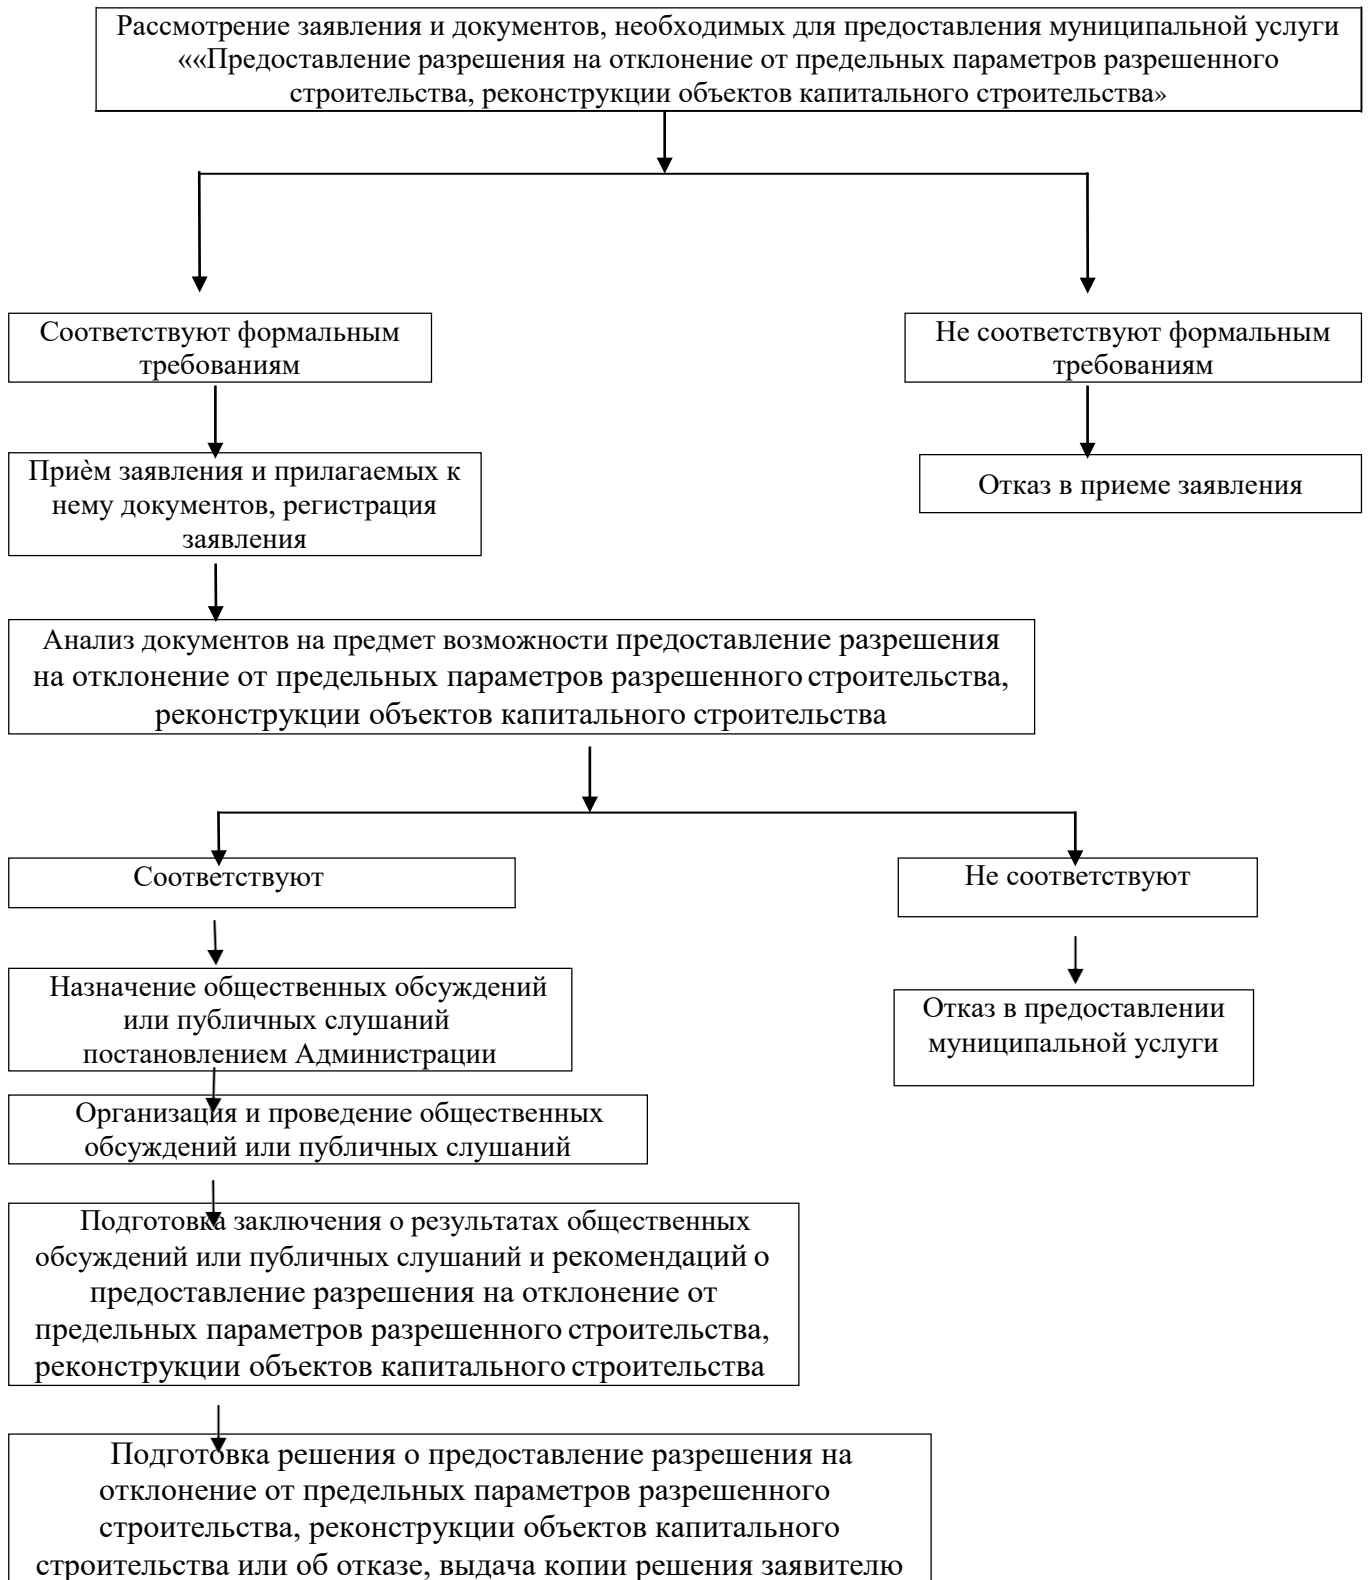 Рассмотрение заявления и документов, необходимых для предоставления муниципальной услуги
««Предоставление разрешения на отклонение от предельных параметров разрешенного
строительства, реконструкции объектов капитального строительства»
Соответствуют формальным
требованиям
Не соответствуют формальным
требованиям
Приѐм заявления и прилагаемых к
нему документов, регистрация
заявления
Отказ в приеме заявления
Анализ документов на предмет возможности предоставление разрешения
на отклонение от предельных параметров разрешенного строительства,
реконструкции объектов капитального строительства
Соответствуют
Не соответствуют
Назначение общественных обсуждений
или публичных слушаний
постановлением Администрации
Отказ в предоставлении
муниципальной услуги
Организация и проведение общественных
обсуждений или публичных слушаний
Подготовка заключения о результатах общественных
обсуждений или публичных слушаний и рекомендаций о
предоставление разрешения на отклонение от
предельных параметров разрешенного строительства,
реконструкции объектов капитального строительства
Подготовка решения о предоставление разрешения на
отклонение от предельных параметров разрешенного
строительства, реконструкции объектов капитального
строительства или об отказе, выдача копии решения заявителю